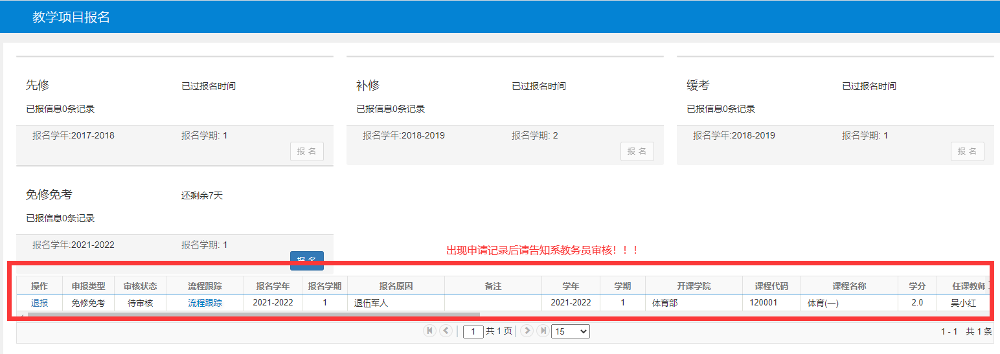 教学项目报名
先修 已过报名时间
已报信息0条记录
报名学年:2017-2018 报名学期: 1
报 名
补修 已过报名时间
已报信息0条记录
报名学年:2018-2019 报名学期: 2
报 名
缓考 已过报名时间
已报信息0条记录
报名学年:2018-2019 报名学期: 1
报 名
免修免考 还剩余7天
已报信息0条记录
报名学年:2021-2022 报名学期: 1
报 名
出现申请记录后请告知系教务员审核！！！
操作 申报类型 审核状态 流程跟踪 报名学年 报名学期 报名原因 备注 学年 学期 开课学院 课程代码 课程名称 学分 任课教师
退报 免修免考 待审核 流程跟踪 2021-2022 1 退伍军人 2021-2022 1 体育部 120001 体育(一) 2.0 吴小红
1 共 1 页 15 1 - 1 共 1 条